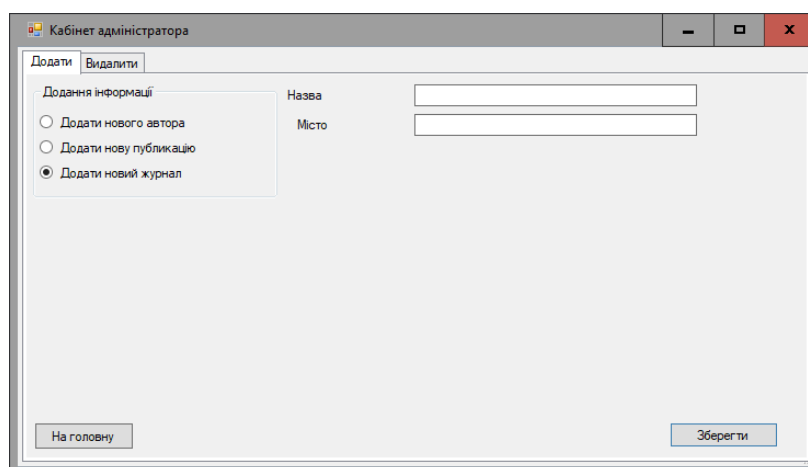 Кабінет адміністратора
Додати Видалити
Додання інформації
Назва
Додати нового автора
Місто
Додати нову публикацію
Додати новий журнал
На головну
Зберегти